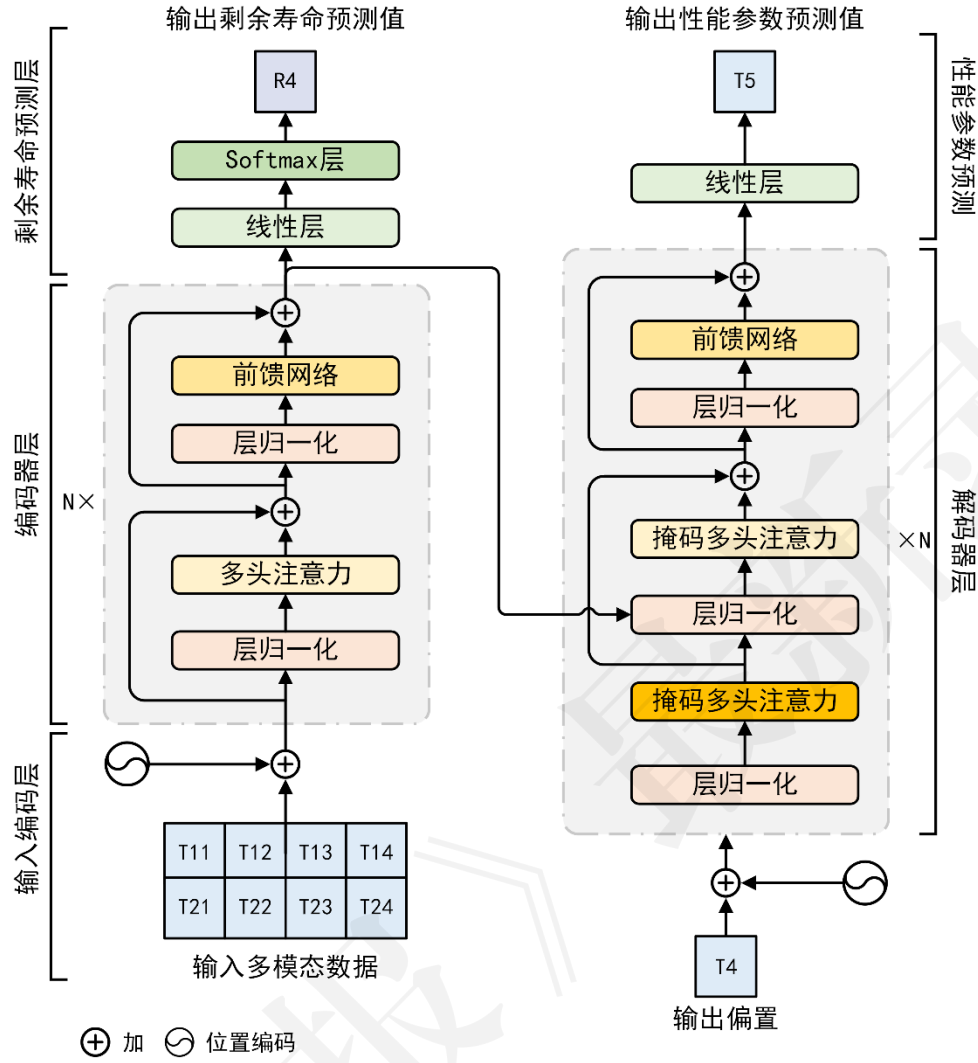 输出剩余寿命预测值
R4
Softmax层
线性层
剩余寿命预测层
前馈网络
层归一化
多头注意力
层归一化
编码器层
N×
T11 T12 T13 T14
T21 T22 T23 T24
输入多模态数据
输入编码层
输出性能参数预测值
T5
线性层
性能参数预测
前馈网络
层归一化
掩码多头注意力
层归一化
掩码多头注意力
层归一化
×N
解码器层
T4
输出偏置
加 位置编码
最新
报》